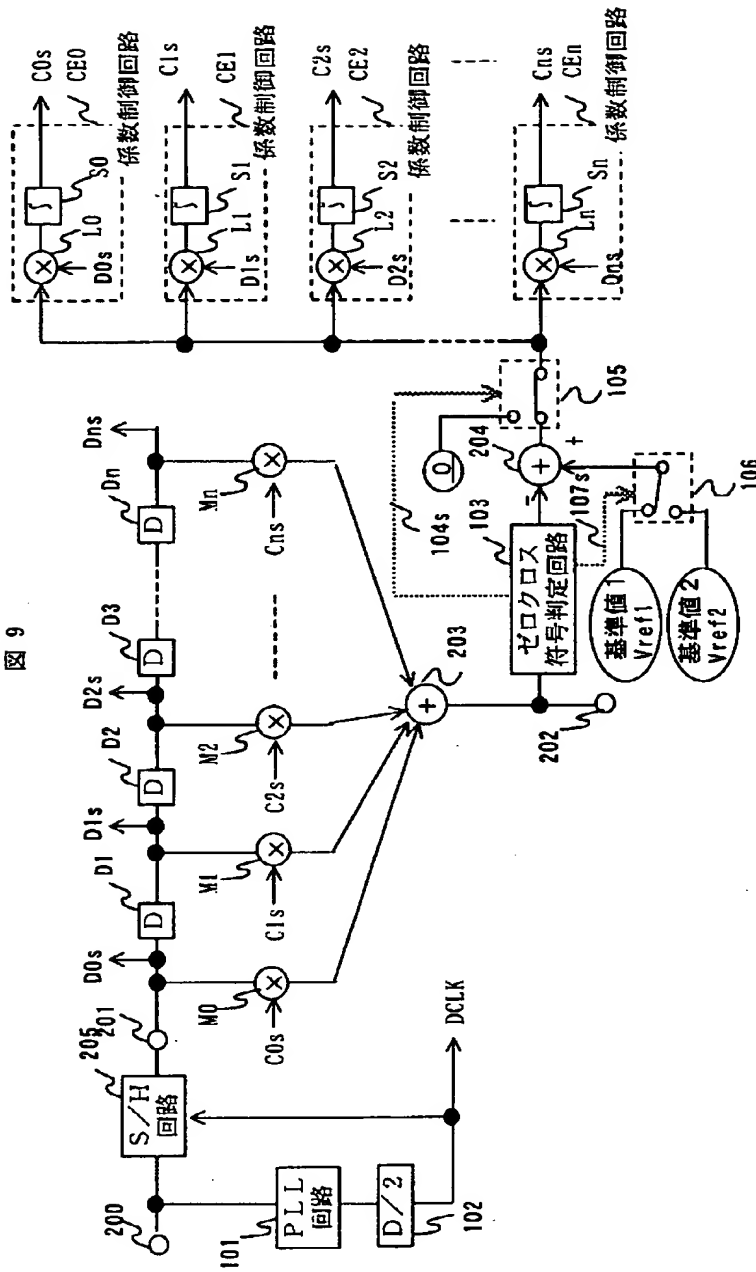 図 9
200
S/H
回路
205
201
PLL
回路
101
D/2
102
DCLK
D0s
D1
D
D1s
D2
D
D2s
D3
D
Dn
D
Dns
M0
C0s
M1
C1s
M2
C2s
Mn
Cns
203
202
ゼロクロス
符号判定回路
103
104s
204
-
+
107s
0
105
106
基準値1
Vref1
基準値2
Vref2
L0
S0
D0s
C0s
CE0
係数制御回路
L1
S1
D1s
C1s
CE1
係数制御回路
L2
S2
D2s
C2s
CE2
係数制御回路
Ln
Sn
Dns
Cns
CEn
係数制御回路